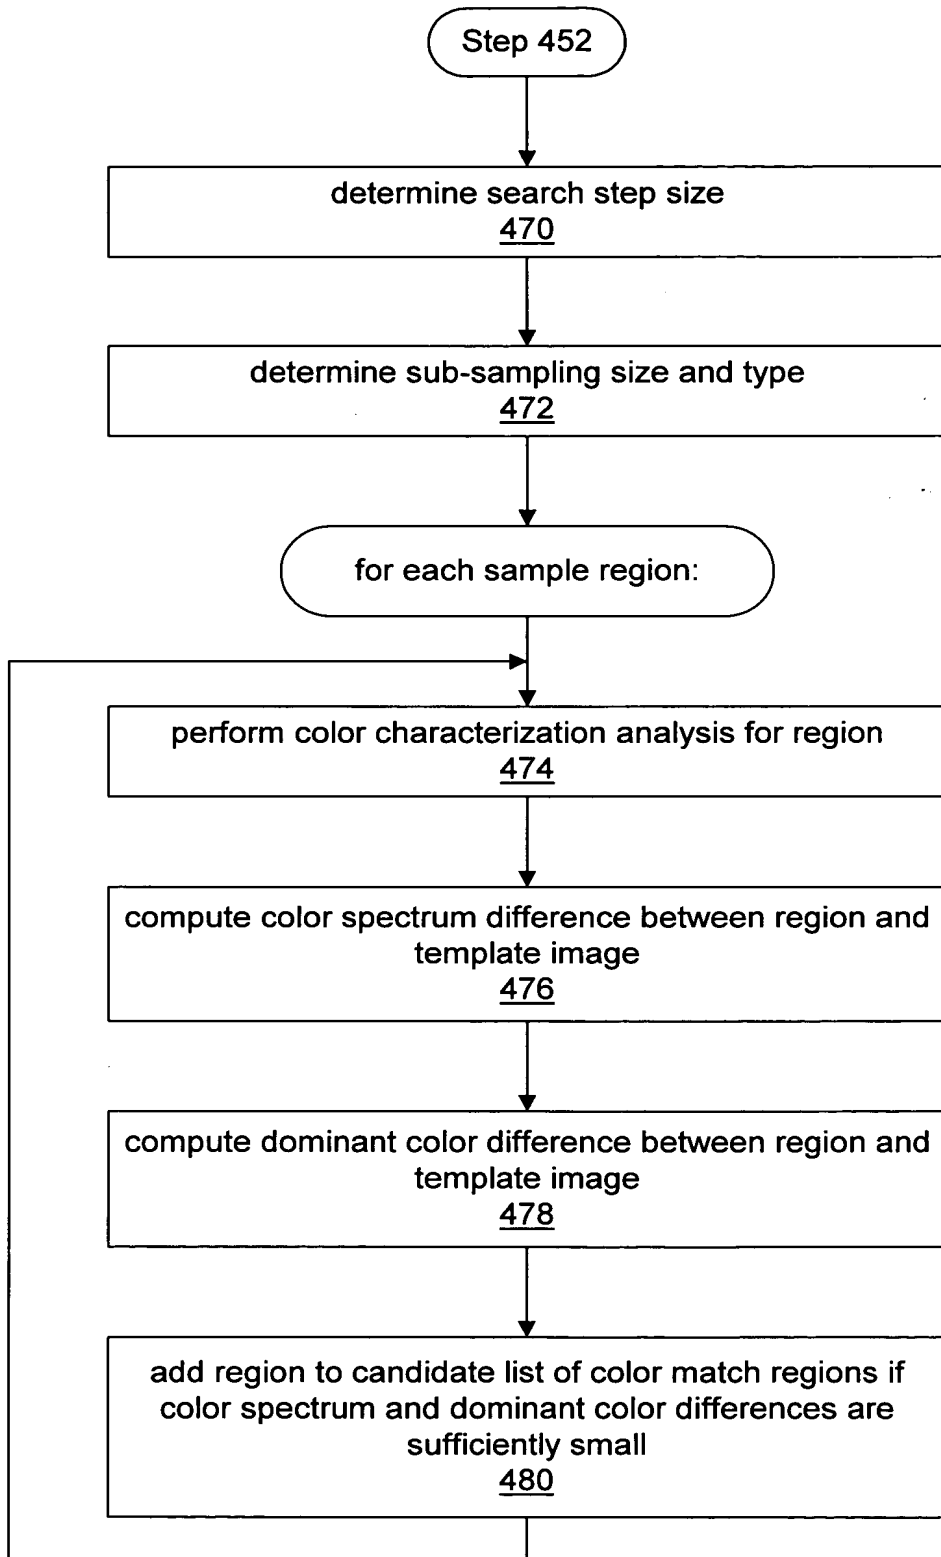 Step 452
determine search step size
470
determine sub-sampling size and type
472
for each sample region:
perform color characterization analysis for region
474
compute color spectrum difference between region and
template image
476
compute dominant color difference between region and
template image
478
add region to candidate list of color match regions if
color spectrum and dominant color differences are
sufficiently small
480